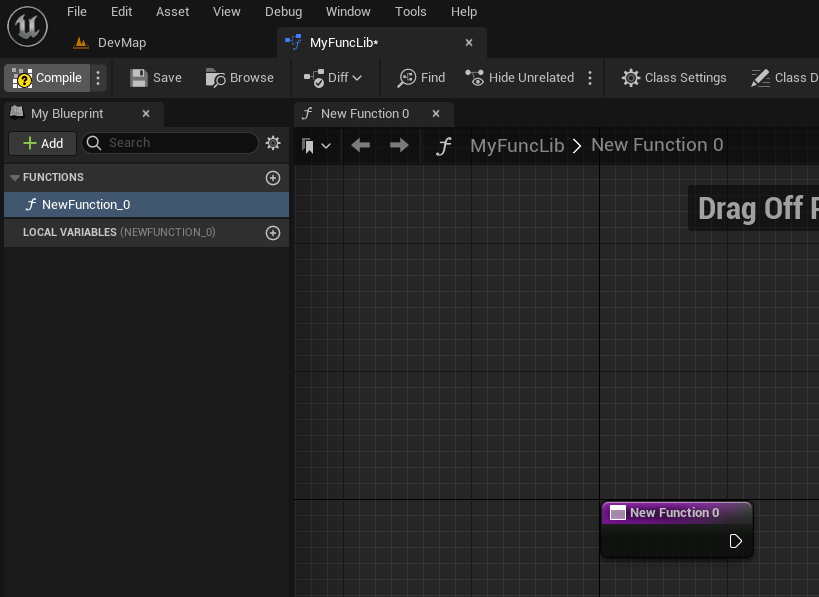 File Edit Asset View Debug Window Tools Help
DevMap MyFuncLib*
Compile Save Browse Diff Find Hide Unrelated Class Settings Class D
My Blueprint New Function 0
Add Search MyFuncLib New Function 0
FUNCTIONS
Drag Off P
NewFunction_0
LOCAL VARIABLES (NEWFUNCTION_0)
New Function 0